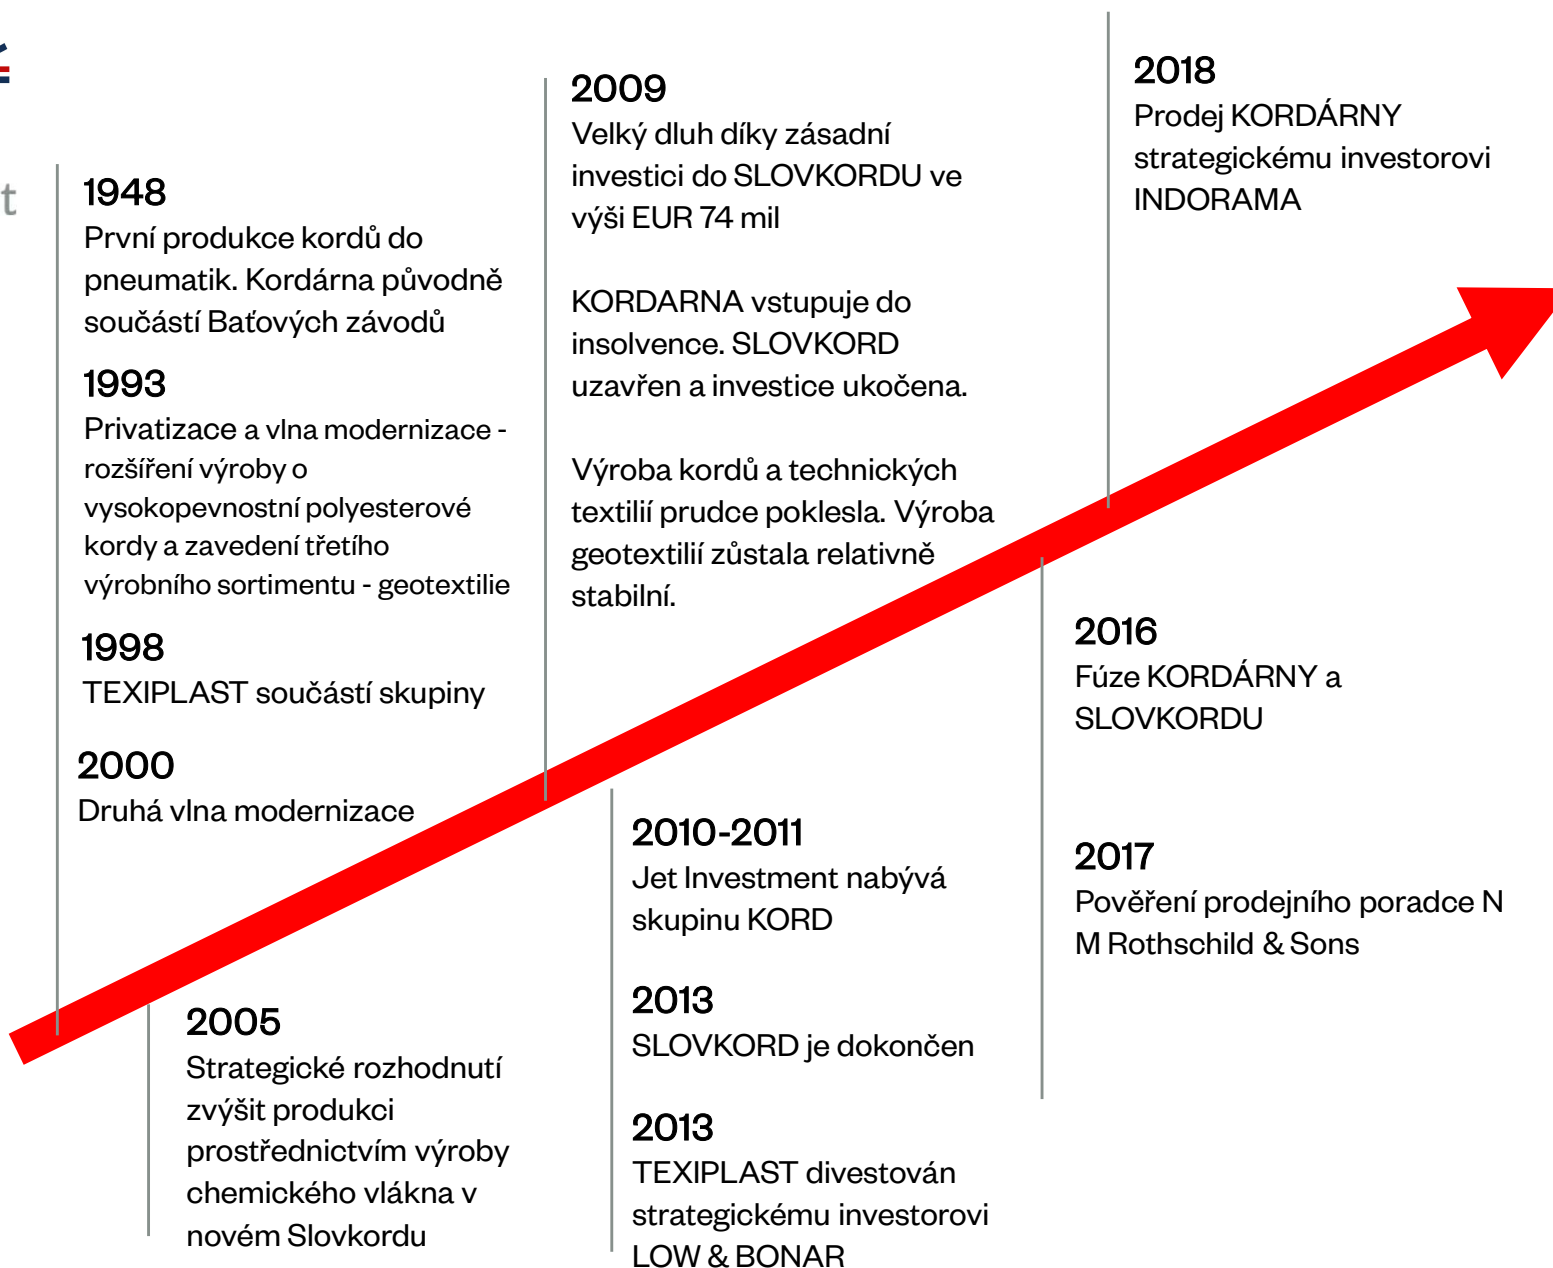 t
1948
První produkce kordů do
pneumatik. Kordárna původně
součástí Baťových závodů
1993
Privatizace a vlna modernizace -
rozšíření výroby o
vysokopevnostní polyesterové
kordy a zavedení třetího
výrobního sortimentu - geotextilie
1998
TEXIPLAST součástí skupiny
2000
Druhá vlna modernizace
2005
Strategické rozhodnutí
zvýšit produkci
prostřednictvím výroby
chemického vlákna v
novém Slovkordu
2009
Velký dluh díky zásadní
investici do SLOVKORDU ve
výši EUR 74 mil
KORDARNA vstupuje do
insolvence. SLOVKORD
uzavřen a investice ukočena.
Výroba kordů a technických
textilií prudce poklesla. Výroba
geotextilií zůstala relativně
stabilní.
2010-2011
Jet Investment nabývá
skupinu KORD
2013
SLOVKORD je dokončen
2013
TEXIPLAST divestován
strategickému investorovi
LOW & BONAR
2016
Fúze KORDÁRNY a
SLOVKORDU
2017
Pověření prodejního poradce N
M Rothschild & Sons
2018
Prodej KORDÁRNY
strategickému investorovi
INDORAMA